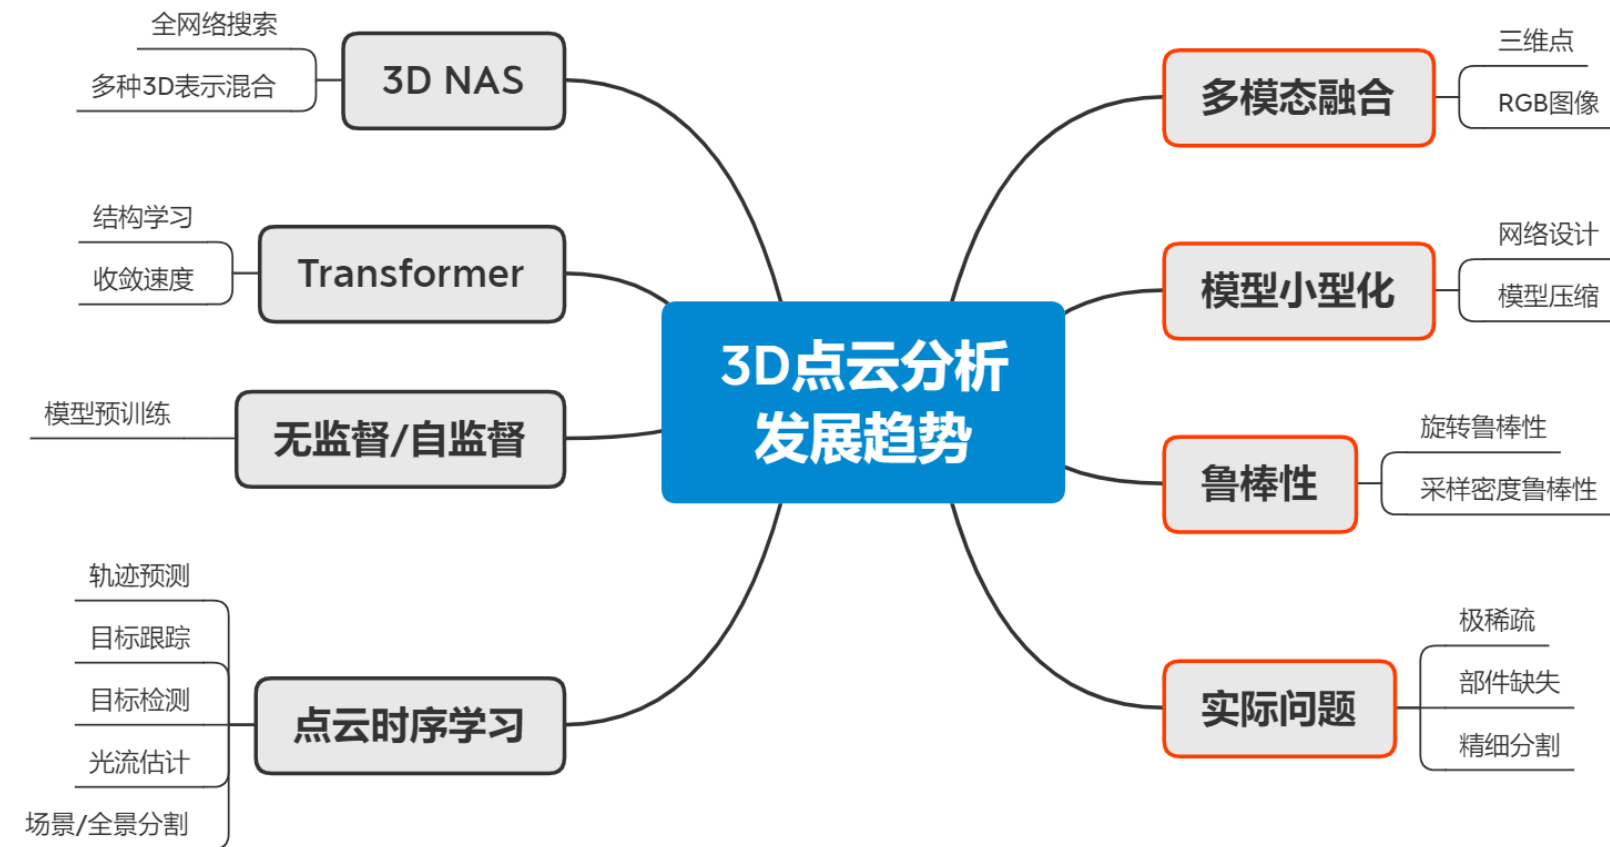 3D点云分析
发展趋势
3D NAS
全网络搜索
多种3D表示混合
Transformer
结构学习
收敛速度
无监督/自监督
模型预训练
点云时序学习
轨迹预测
目标跟踪
目标检测
光流估计
场景/全景分割
多模态融合
三维点
RGB图像
模型小型化
网络设计
模型压缩
鲁棒性
旋转鲁棒性
采样密度鲁棒性
实际问题
极稀疏
部件缺失
精细分割